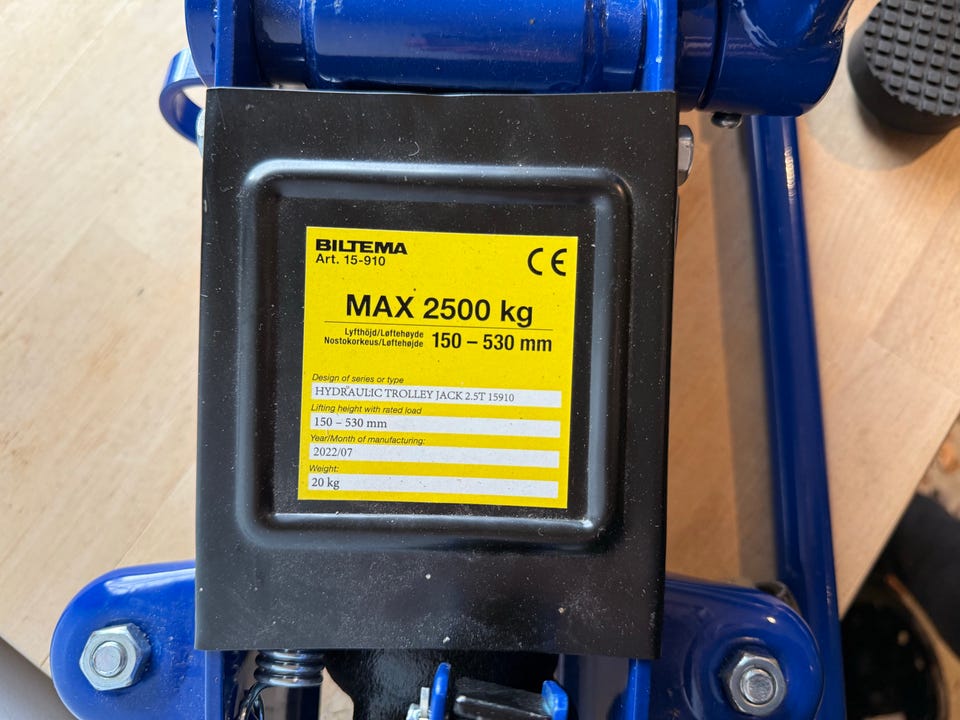 BILTEMA
Art. 15-910
CE
MAX 2500 kg
Lyfthöjd/Løftehøyde
Nostokorkeus/Løftehøjde 150 – 530 mm
Design of series or type
HYDRAULIC TROLLEY JACK 2.5T 15910
Lifting height with rated load
150 – 530 mm
Year/Month of manufacturing:
2022/07
Weight:
20 kg